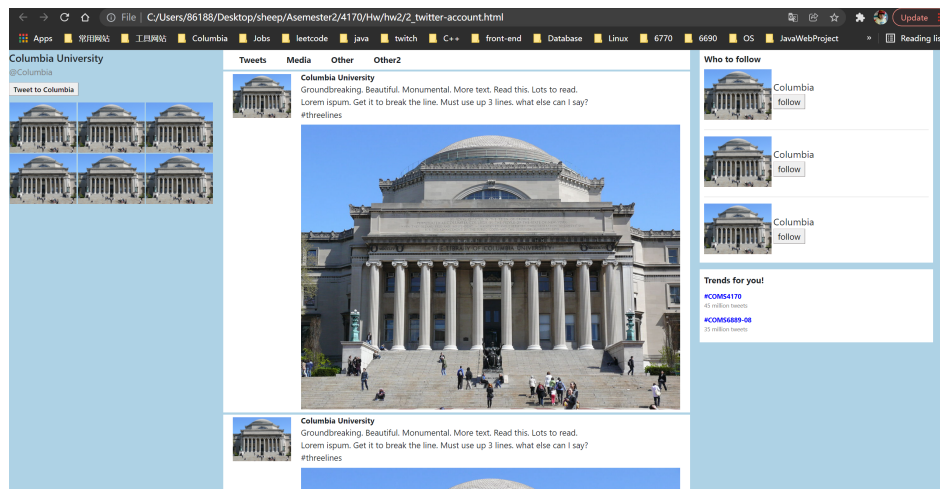 File | C:/Users/86188/Desktop/sheep/Asemester2/4170/Hw/hw2/2_twitter-account.html
Update
Apps 常用网站 工具网站 Columbia Jobs leetcode java twitch C++ front-end Database Linux 6770 6690 OS JavaWebProject » Reading lis
Columbia University
@Columbia
Tweet to Columbia
Tweets Media Other Other2
Columbia University
Groundbreaking. Beautiful. Monumental. More text. Read this. Lots to read.
Lorem ispum. Get it to break the line. Must use up 3 lines. what else can I say?
#threelines
Columbia University
Groundbreaking. Beautiful. Monumental. More text. Read this. Lots to read.
Lorem ispum. Get it to break the line. Must use up 3 lines. what else can I say?
#threelines
Who to follow
Columbia
follow
Columbia
follow
Columbia
follow
Trends for you!
#COMS4170
45 million tweets
#COMS6889-08
35 million tweets